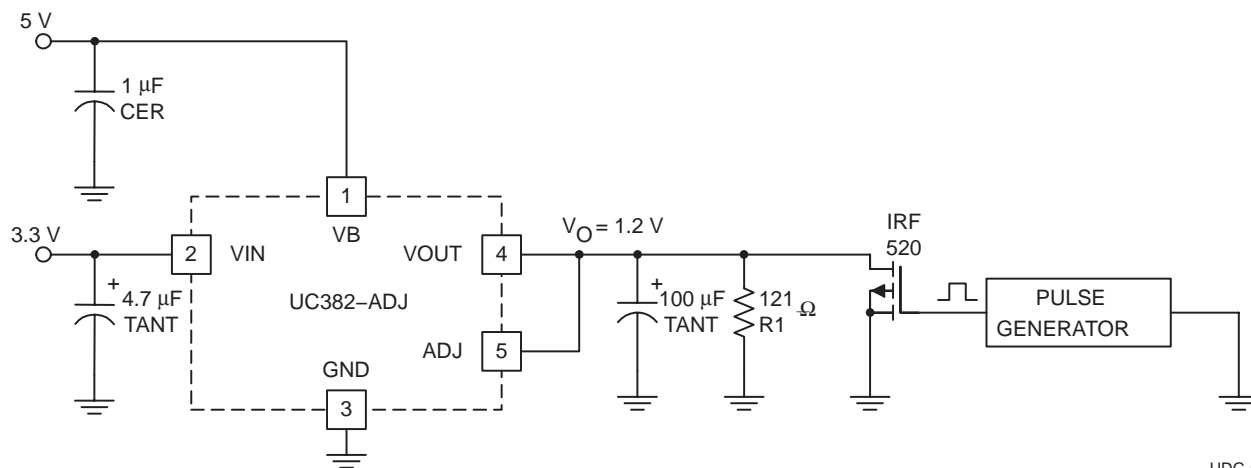 5 V
1 µF
CER
1
VB
3.3 V
2
VIN
VOUT
4
V_O = 1.2 V
IRF
520
+
4.7 µF
TANT
UC382–ADJ
+
100 µF
TANT
121 Ω
R1
PULSE
GENERATOR
ADJ
5
GND
3